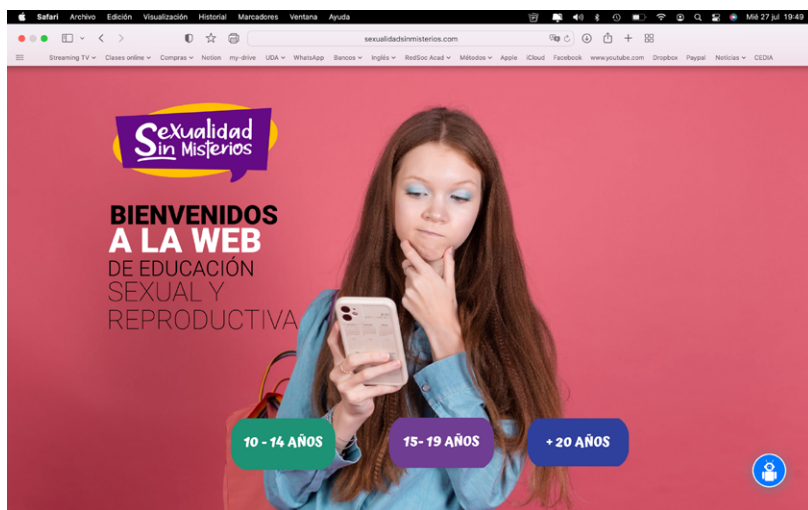 Safari Archivo Edición Visualización Historial Marcadores Ventana Ayuda Mié 27 jul 19:49
sexualidadsinmisterios.com
Streaming TV Clases online Compras Notion my-drive UDA WhatsApp Bancos Inglés RedSoc Acad Métodos Apple iCloud Facebook www.youtube.com Dropbox Paypal Noticias CEDIA
Sexualidad
Sin Misterios
BIENVENIDOS
A LA WEB
DE EDUCACIÓN
SEXUAL Y
REPRODUCTIVA
10 - 14 AÑOS 15- 19 AÑOS + 20 AÑOS